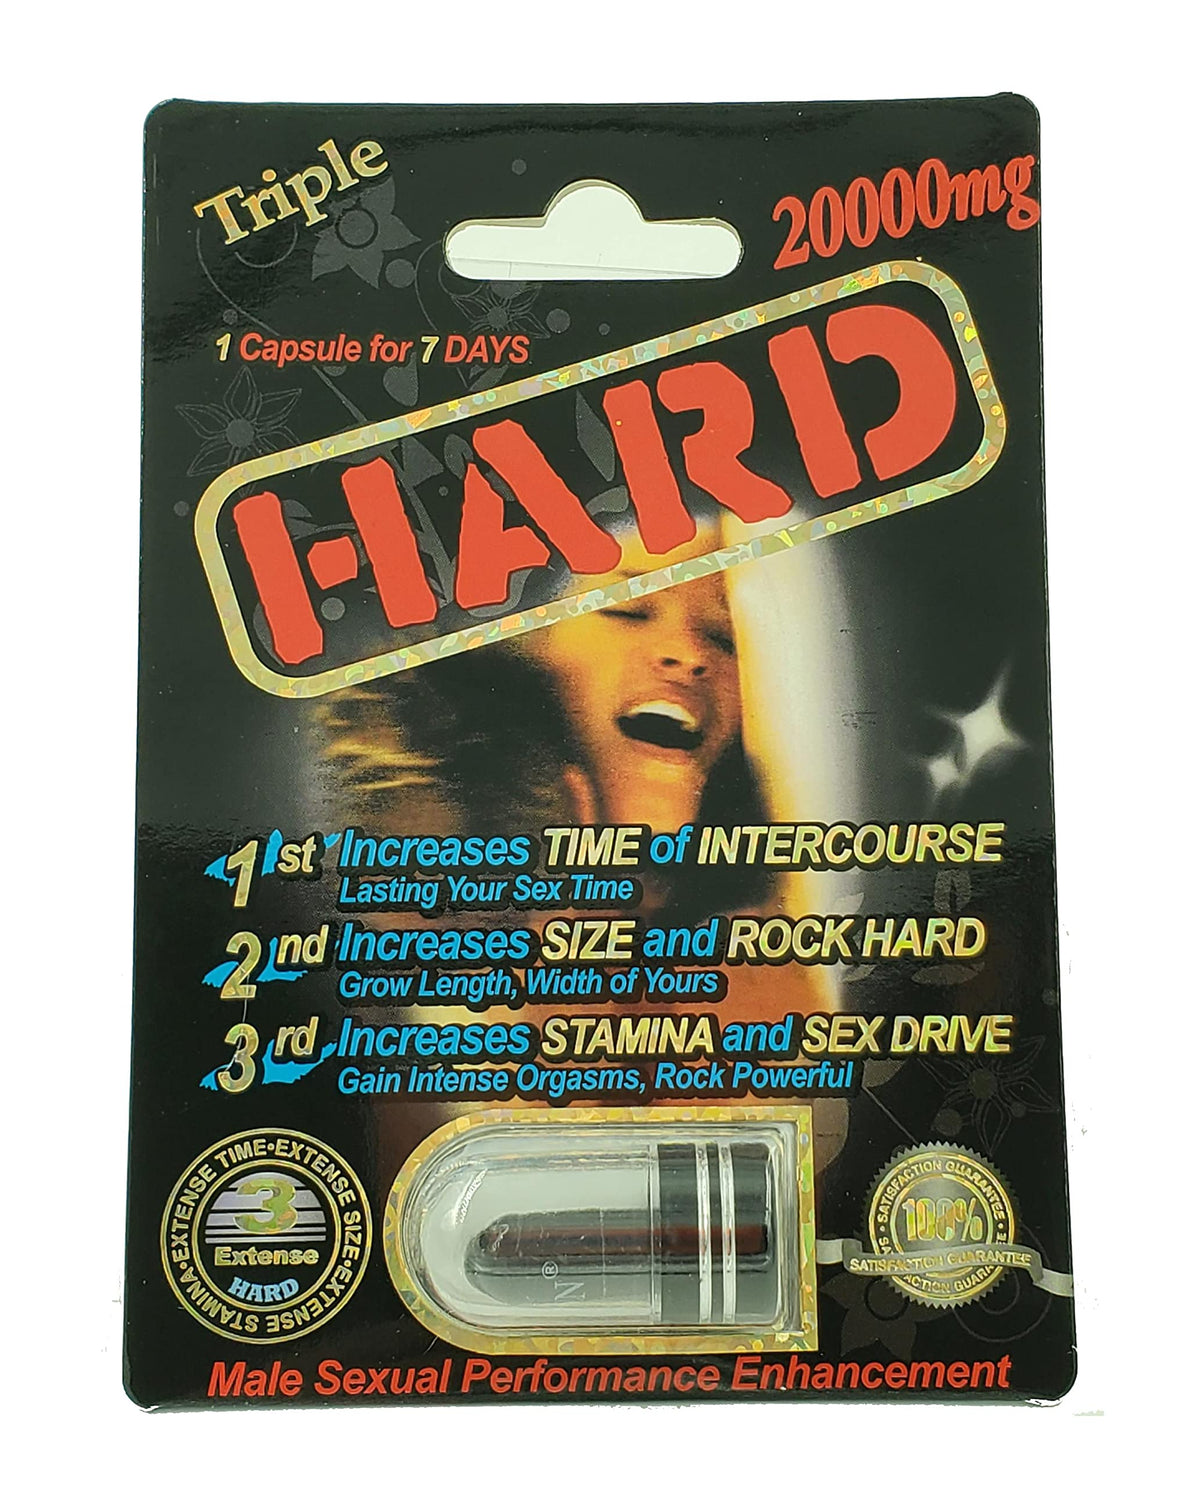 Triple
20000mg
1 Capsule for 7 DAYS
HARD
1st Increases TIME of INTERCOURSE
Lasting Your Sex Time
2nd Increases SIZE and ROCK HARD
Grow Length, Width of Yours
3rd Increases STAMINA and SEX DRIVE
Gain Intense Orgasms, Rock Powerful
EXTENSE TIME•EXTENSE SIZE•EXTENSE STAMINA•
3
Extense
HARD
N®
SATISFACTION GUARANTEE
100%
SATISFACTION GUARANTEE
Male Sexual Performance Enhancement